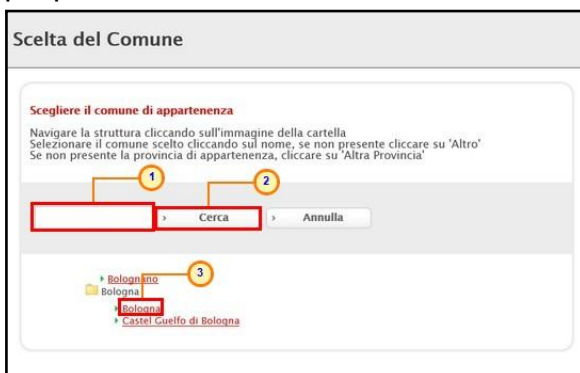 Scelta del Comune
Scegliere il comune di appartenenza
Navigare la struttura cliccando sull'immagine della cartella
Selezionare il comune scelto cliccando sul nome, se non presente cliccare su 'Altro'
Se non presente la provincia di appartenenza, cliccare su 'Altra Provincia'
1
2
Cerca
Annulla
Bolognano
3
Bologna
Bologna
Castel Guelfo di Bologna